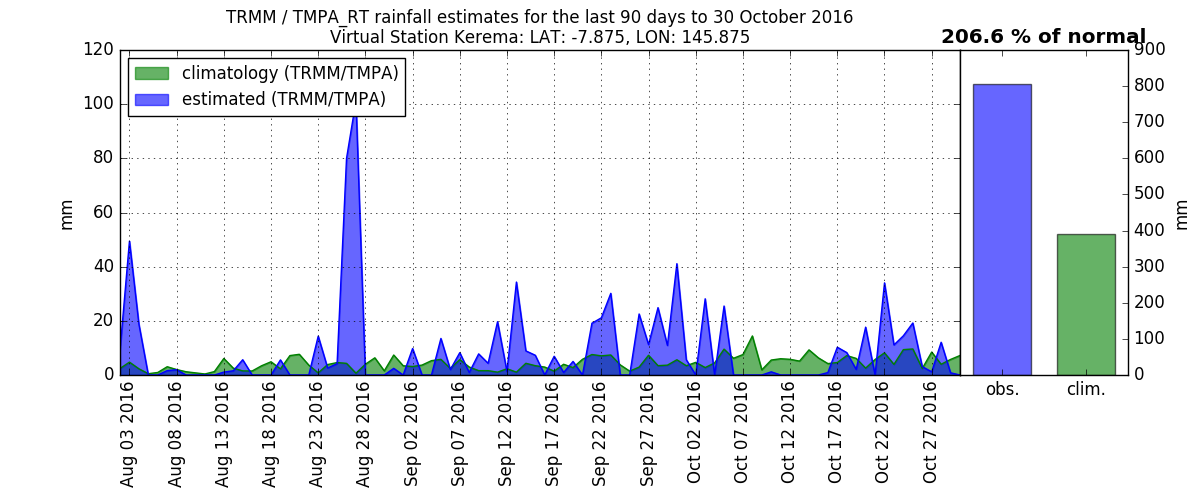 TRMM / TMPA_RT rainfall estimates for the last 90 days to 30 October 2016
Virtual Station Kerema: LAT: -7.875, LON: 145.875
206.6 % of normal
climatology (TRMM/TMPA)
estimated (TRMM/TMPA)
120
100
80
60
40
20
0
mm
Aug 03 2016
Aug 08 2016
Aug 13 2016
Aug 18 2016
Aug 23 2016
Aug 28 2016
Sep 02 2016
Sep 07 2016
Sep 12 2016
Sep 17 2016
Sep 22 2016
Sep 27 2016
Oct 02 2016
Oct 07 2016
Oct 12 2016
Oct 17 2016
Oct 22 2016
Oct 27 2016
900
800
700
600
500
400
300
200
100
0
mm
obs.
clim.